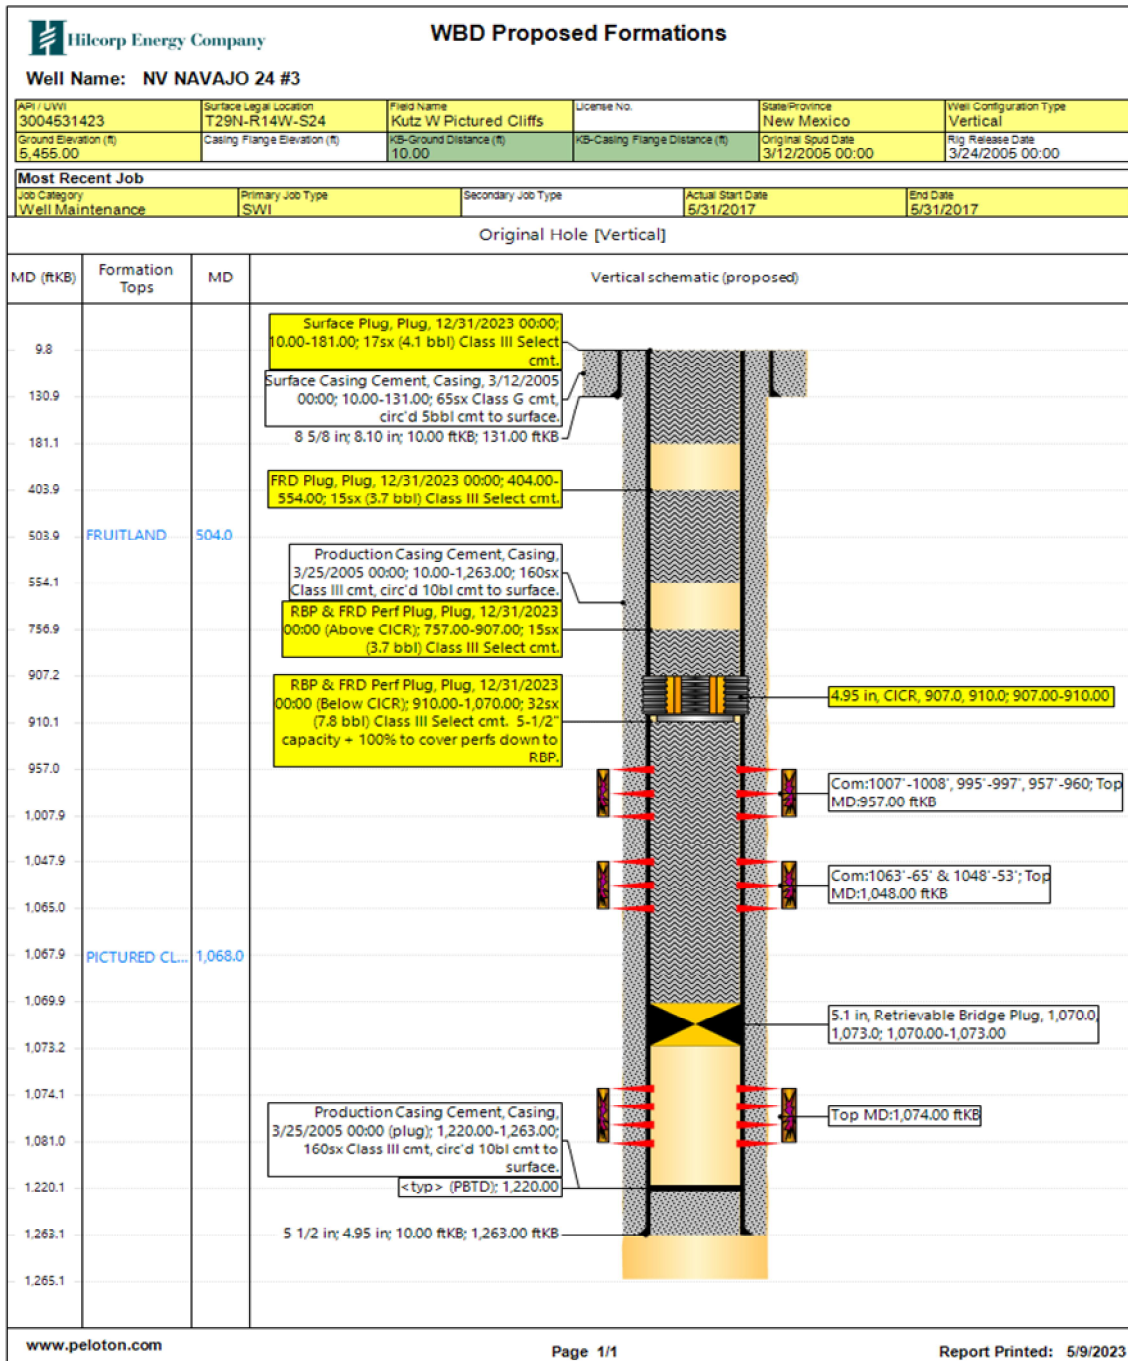 Hilcorp Energy Company
WBD Proposed Formations
Well Name: NV NAVAJO 24 #3
API / UWI
3004531423
Surface Legal Location
T29N-R14W-S24
Field Name
Kutz W Pictured Cliffs
License No.
State/Province
New Mexico
Well Configuration Type
Vertical
Ground Elevation (ft)
5,455.00
Casing Flange Elevation (ft)
KB-Ground Distance (ft)
10.00
KB-Casing Flange Distance (ft)
Original Spud Date
3/12/2005 00:00
Rig Release Date
3/24/2005 00:00
Most Recent Job
Job Category
Well Maintenance
Primary Job Type
SWI
Secondary Job Type
Actual Start Date
5/31/2017
End Date
5/31/2017
Original Hole [Vertical]
MD (ftKB)
Formation
Tops
MD
Vertical schematic (proposed)
Surface Plug, Plug, 12/31/2023 00:00;
10.00-181.00; 17sx (4.1 bbl) Class III Select
cmt.
9.8
Surface Casing Cement, Casing, 3/12/2005
00:00; 10.00-131.00; 65sx Class G cmt,
circ'd 5bbl cmt to surface.
130.9
8 5/8 in; 8.10 in; 10.00 ftKB; 131.00 ftKB
181.1
FRD Plug, Plug, 12/31/2023 00:00; 404.00-
554.00; 15sx (3.7 bbl) Class III Select cmt.
403.9
503.9
FRUITLAND
504.0
Production Casing Cement, Casing,
3/25/2005 00:00; 10.00-1,263.00; 160sx
Class III cmt, circ'd 10bl cmt to surface.
554.1
RBP & FRD Perf Plug, Plug, 12/31/2023
00:00 (Above CICR); 757.00-907.00; 15sx
(3.7 bbl) Class III Select cmt.
756.9
907.2
RBP & FRD Perf Plug, Plug, 12/31/2023
00:00 (Below CICR); 910.00-1,070.00; 32sx
(7.8 bbl) Class III Select cmt. 5-1/2"
capacity + 100% to cover perfs down to
RBP.
4.95 in, CICR, 907.0, 910.0; 907.00-910.00
910.1
957.0
Com:1007'-1008', 995'-997', 957'-960; Top
MD:957.00 ftKB
1,007.9
1,047.9
Com:1063'-65' & 1048'-53'; Top
MD:1,048.00 ftKB
1,065.0
1,067.9
PICTURED CL...
1,068.0
1,069.9
5.1 in, Retrievable Bridge Plug, 1,070.0,
1,073.0; 1,070.00-1,073.00
1,073.2
1,074.1
Top MD:1,074.00 ftKB
Production Casing Cement, Casing,
3/25/2005 00:00 (plug); 1,220.00-1,263.00;
160sx Class III cmt, circ'd 10bl cmt to
surface.
1,081.0
<typ> (PBTD); 1,220.00
1,220.1
5 1/2 in; 4.95 in; 10.00 ftKB; 1,263.00 ftKB
1,263.1
1,265.1
www.peloton.com
Page 1/1
Report Printed: 5/9/2023